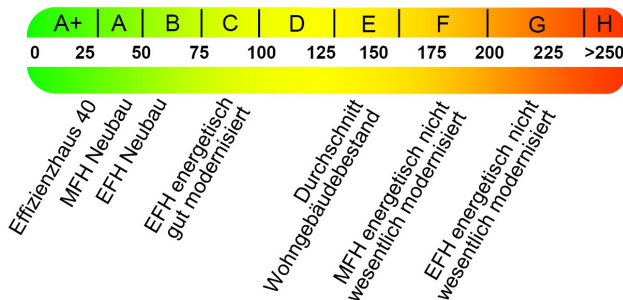 A+ A B C D E F G H
0 25 50 75 100 125 150 175 200 225 >250
Effizienzhaus 40
MFH Neubau
EFH Neubau
EFH energetisch
gut modernisiert
Durchschnitt
Wohngebäudebestand
MFH energetisch nicht
wesentlich modernisiert
EFH energetisch nicht
wesentlich modernisiert